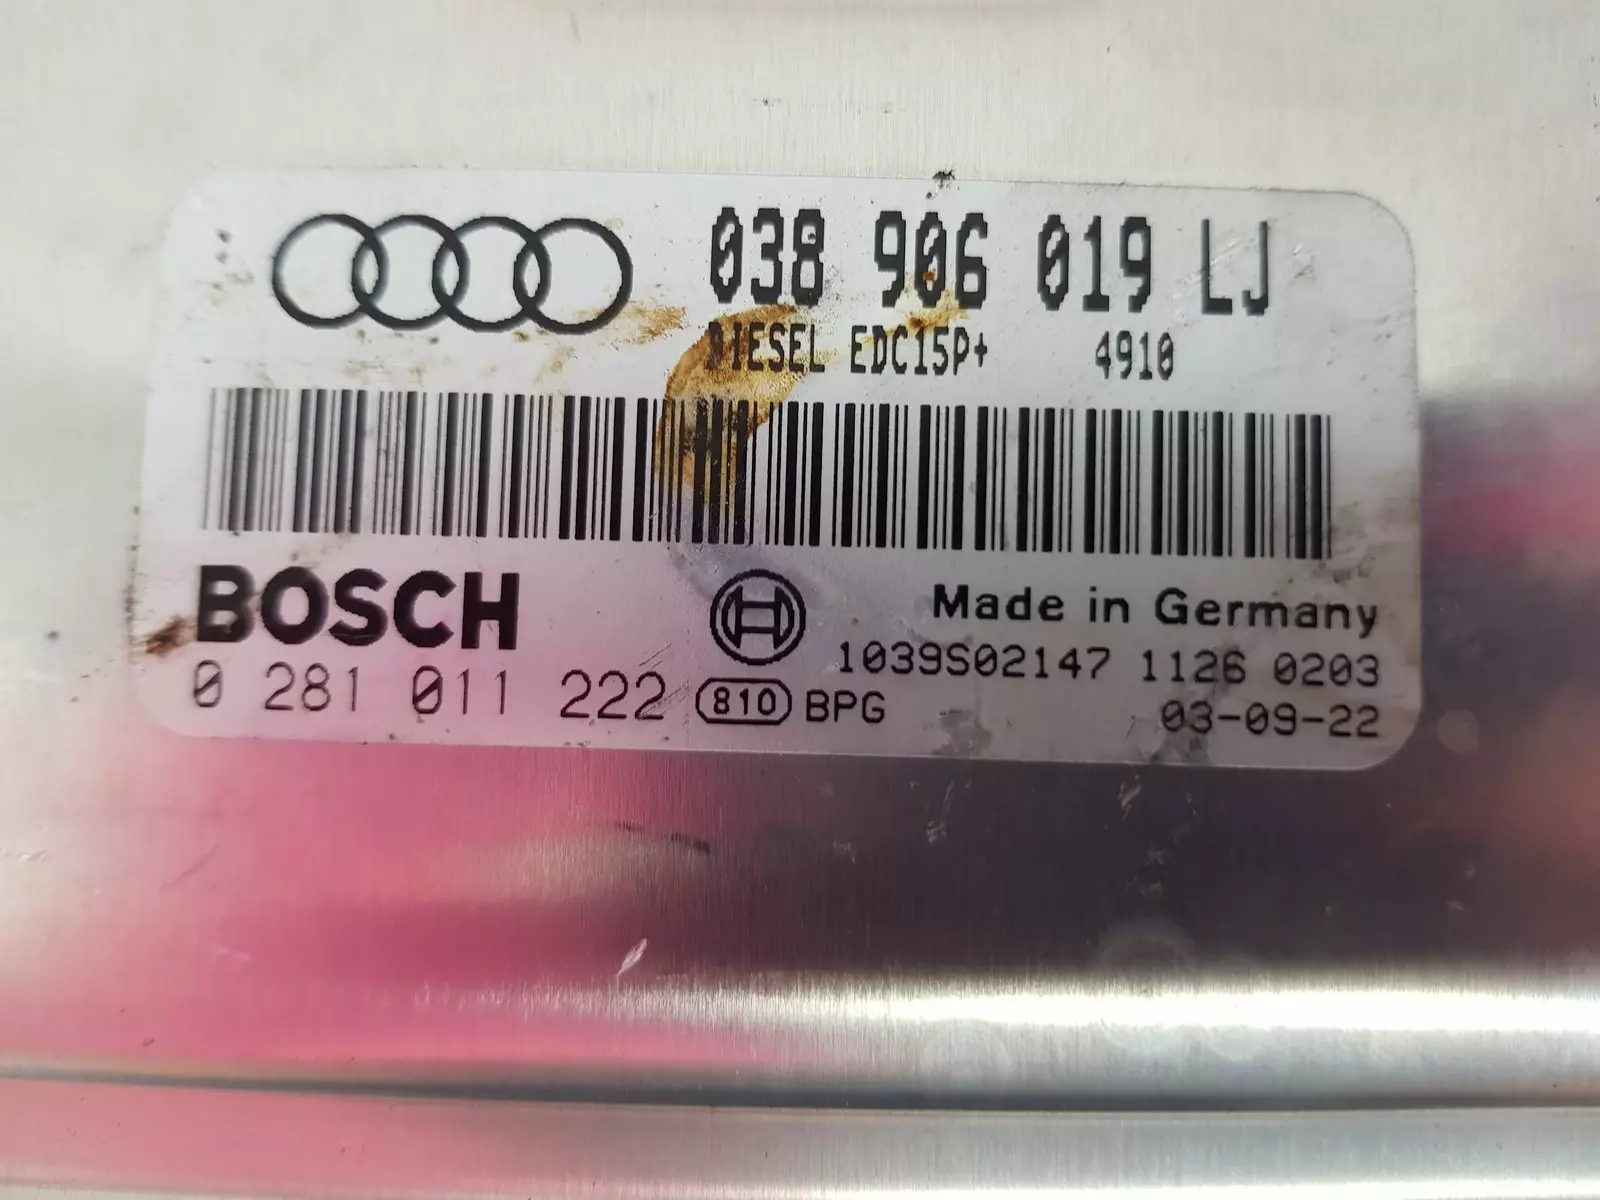 038 906 019 LJ
DIESEL EDC15P+ 4910
BOSCH
Made in Germany
1039S02147 1126 0203
0 281 011 222 810 BPG 03-09-22